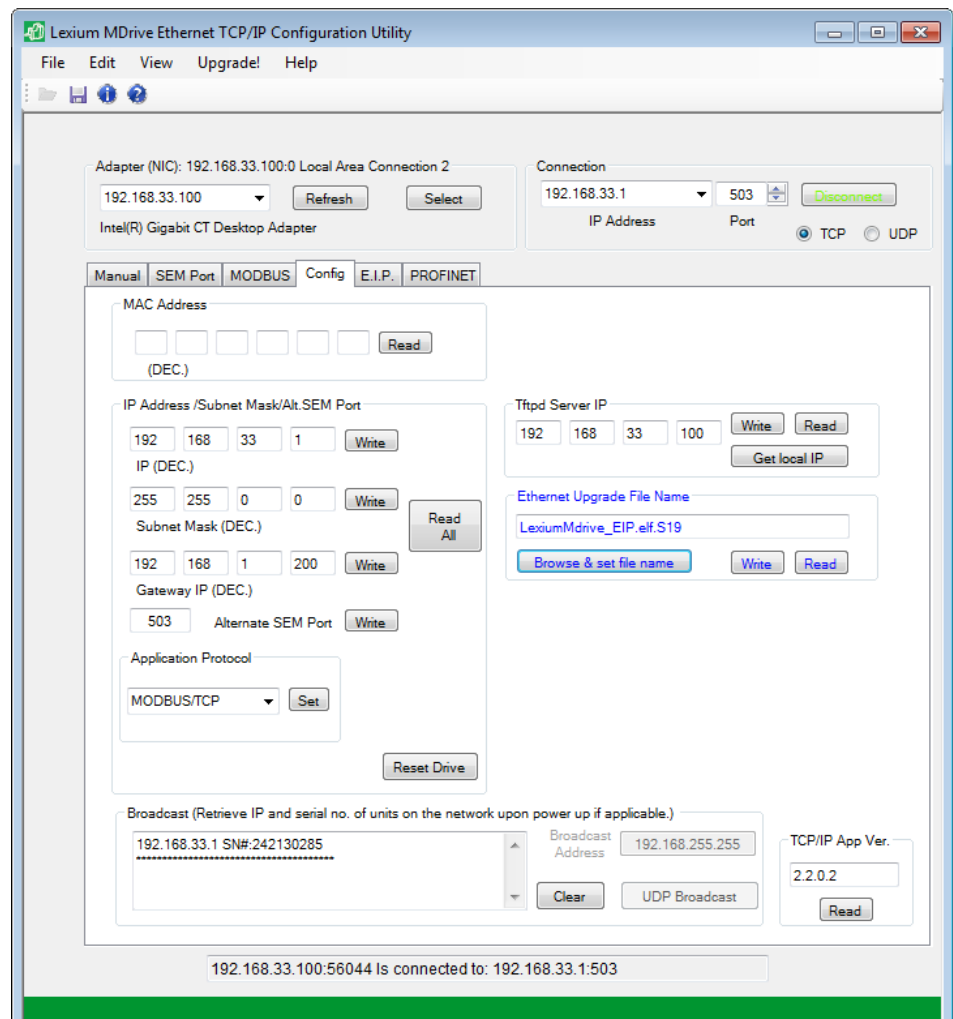 Lexium MDrive Ethernet TCP/IP Configuration Utility
File Edit View Upgrade! Help
Adapter (NIC): 192.168.33.100:0 Local Area Connection 2
192.168.33.100 Refresh Select
Intel(R) Gigabit CT Desktop Adapter
Connection
192.168.33.1 503 Disconnect
IP Address Port
TCP UDP
Manual SEM Port MODBUS Config E.I.P. PROFINET
MAC Address
Read
(DEC.)
IP Address /Subnet Mask/Alt.SEM Port
192 168 33 1 Write
IP (DEC.)
255 255 0 0 Write
Subnet Mask (DEC.)
Read
All
192 168 1 200 Write
Gateway IP (DEC.)
503 Alternate SEM Port Write
Application Protocol
MODBUS/TCP Set
Reset Drive
Tftpd Server IP
192 168 33 100 Write Read
Get local IP
Ethernet Upgrade File Name
LexiumMdrive_EIP.elf.S19
Browse & set file name Write Read
Broadcast (Retrieve IP and serial no. of units on the network upon power up if applicable.)
192.168.33.1 SN#:242130285
***************************************
Broadcast
Address
192.168.255.255
Clear UDP Broadcast
TCP/IP App Ver.
2.2.0.2
Read
192.168.33.100:56044 Is connected to: 192.168.33.1:503